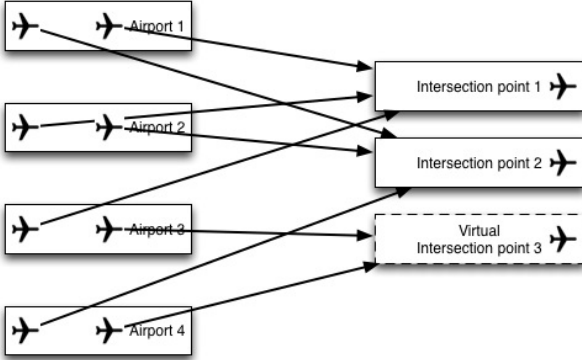 Airport 1
Intersection point 1
Airport 2
Intersection point 2
Airport 3
Virtual
Intersection point 3
Airport 4